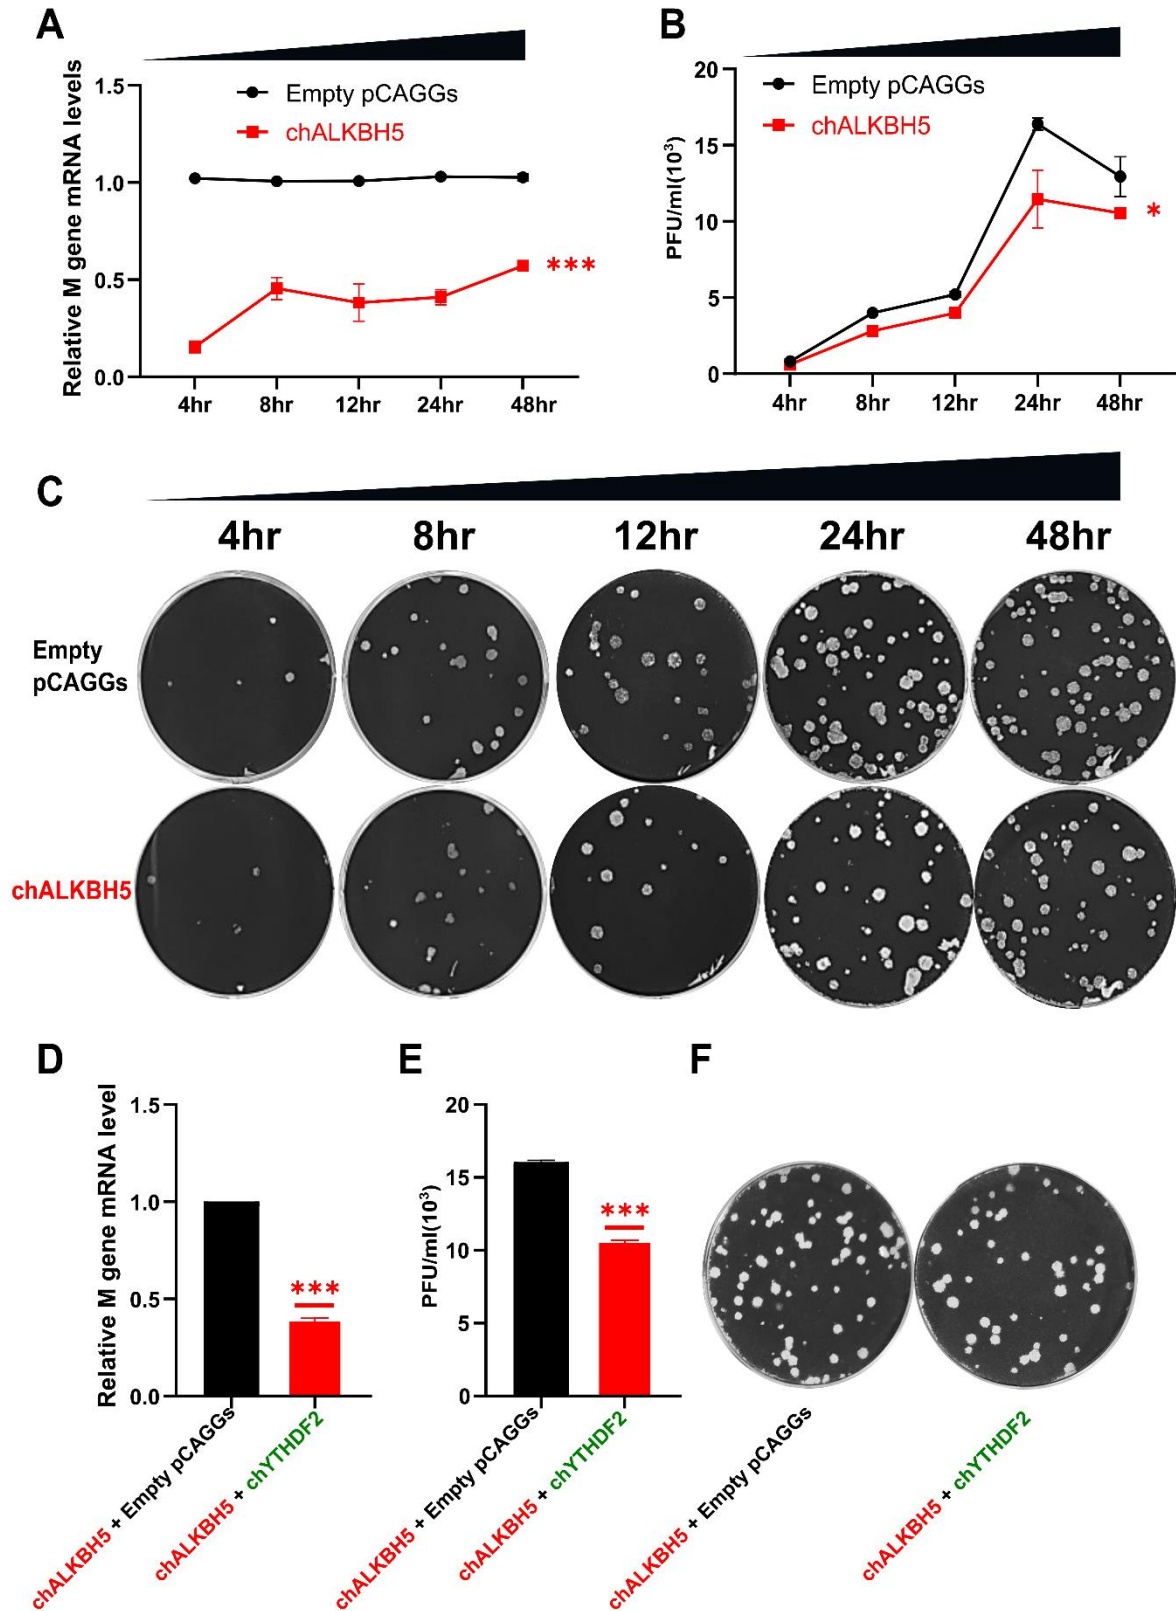 A
B
Relative M gene mRNA levels
1.5
1.0
0.5
0.0
Empty pCAGGs
chALKBH5
***
4hr
8hr
12hr
24hr
48hr
PFU/ml(10³)
20
15
10
5
0
Empty pCAGGs
chALKBH5
*
4hr
8hr
12hr
24hr
48hr
C
4hr
8hr
12hr
24hr
48hr
Empty
pCAGGs
chALKBH5
D
E
F
Relative M gene mRNA level
1.5
1.0
0.5
0.0
***
chALKBH5 + Empty pCAGGs
chALKBH5 + chYTHDF2
PFU/ml(10³)
20
15
10
5
0
***
chALKBH5 + Empty pCAGGs
chALKBH5 + chYTHDF2
chALKBH5 + Empty pCAGGs
chALKBH5 + chYTHDF2